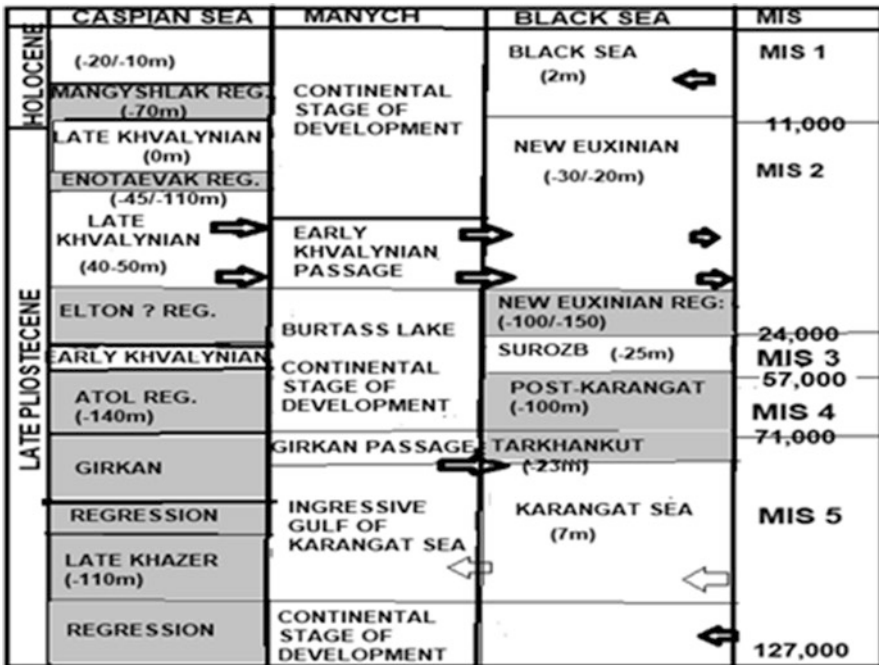 CASPIAN SEA
MANYCH
BLACK SEA
MIS
HOLOCENE
LATE PLIOSTECENE
(-20/-10m)
MANGYSHLAK REG.
(-70m)
LATE KHVALYNIAN
(0m)
ENOTAEVAK REG.
(-45/-110m)
LATE
KHVALYNIAN
(40-50m)
ELTON ? REG.
EARLY KHVALYNIAN
ATOL REG.
(-140m)
GIRKAN
REGRESSION
LATE KHAZER
(-110m)
REGRESSION
CONTINENTAL
STAGE OF
DEVELOPMENT
EARLY
KHVALYNIAN
PASSAGE
BURTASS LAKE
CONTINENTAL
STAGE OF
DEVELOPMENT
GIRKAN PASSAGE
INGRESSIVE
GULF OF
KARANGAT SEA
CONTINENTAL
STAGE OF
DEVELOPMENT
BLACK SEA
(2m)
NEW EUXINIAN
(-30/-20m)
NEW EUXINIAN REG:
(-100/-150)
SUROZB (-25m)
POST-KARANGAT
(-100m)
TARKHANKUT
(-23m)
KARANGAT SEA
(7m)
MIS 1
11,000
MIS 2
24,000
MIS 3
57,000
MIS 4
71,000
MIS 5
127,000